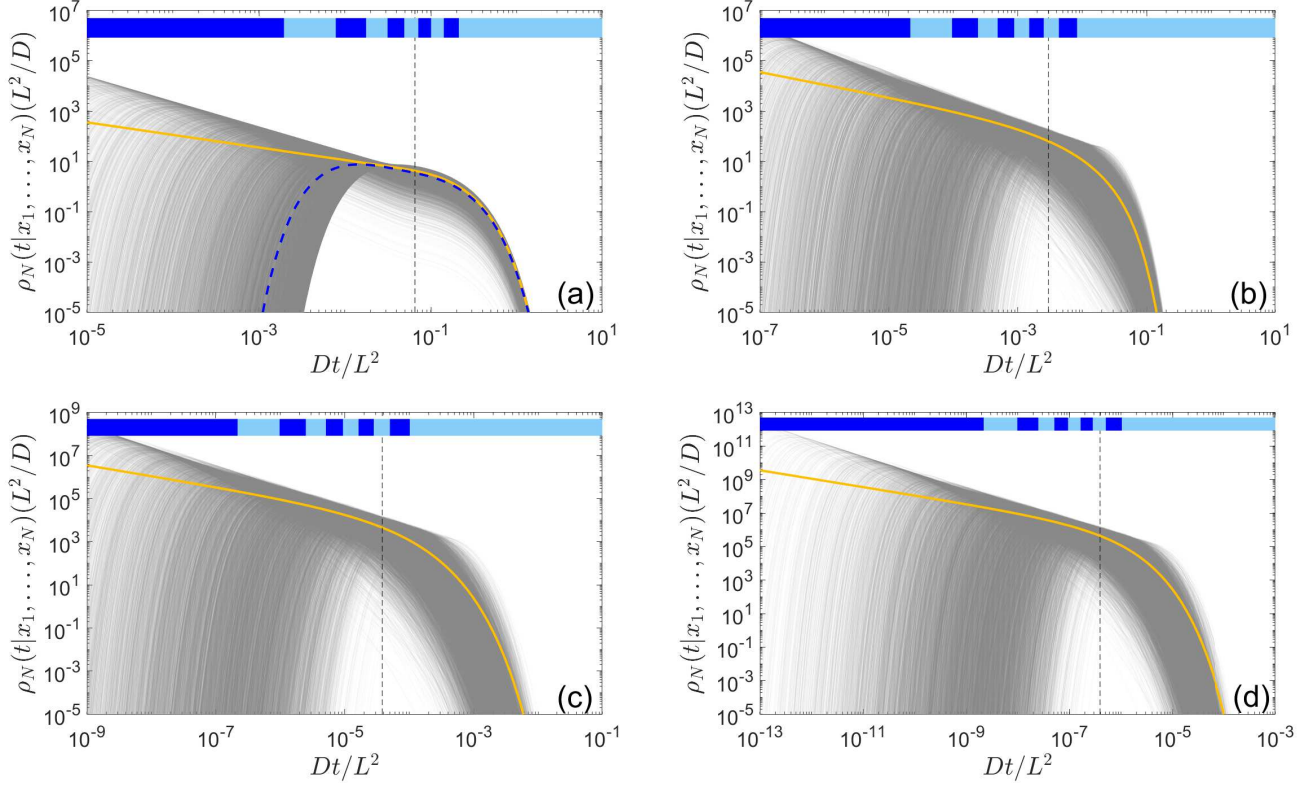 10^7
10^5
10^3
10^1
10^-1
10^-3
10^-5
ρ_N(t|x_1, . . . , x_N)(L^2/D)
(a)
10^-5 10^-3 10^-1 10^1
Dt/L^2
10^7
10^5
10^3
10^1
10^-1
10^-3
10^-5
ρ_N(t|x_1, . . . , x_N)(L^2/D)
(b)
10^-7 10^-5 10^-3 10^-1 10^1
Dt/L^2
10^9
10^7
10^5
10^3
10^1
10^-1
10^-3
10^-5
ρ_N(t|x_1, . . . , x_N)(L^2/D)
(c)
10^-9 10^-7 10^-5 10^-3 10^-1
Dt/L^2
10^13
10^11
10^9
10^7
10^5
10^3
10^1
10^-1
10^-3
10^-5
ρ_N(t|x_1, . . . , x_N)(L^2/D)
(d)
10^-13 10^-11 10^-9 10^-7 10^-5 10^-3
Dt/L^2